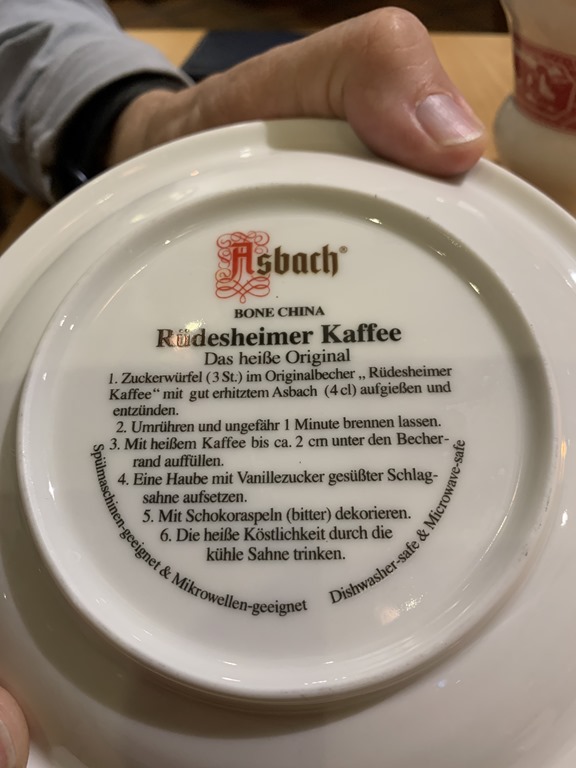 Asbach®
BONE CHINA
Rüdesheimer Kaffee
Das heiße Original
1. Zuckerwürfel (3 St.) im Originalbecher „ Rüdesheimer
Kaffee“ mit gut erhitztem Asbach (4 cl) aufgießen und
entzünden.
2. Umrühren und ungefähr 1 Minute brennen lassen.
3. Mit heißem Kaffee bis ca. 2 cm unter den Becher-
rand auffüllen.
4. Eine Haube mit Vanillezucker gesüßter Schlag-
sahne aufsetzen.
5. Mit Schokoraspeln (bitter) dekorieren.
6. Die heiße Köstlichkeit durch die
kühle Sahne trinken.
Spülmaschinen-geeignet & Mikrowellen-geeignet
Dishwasher-safe & Microwave-safe